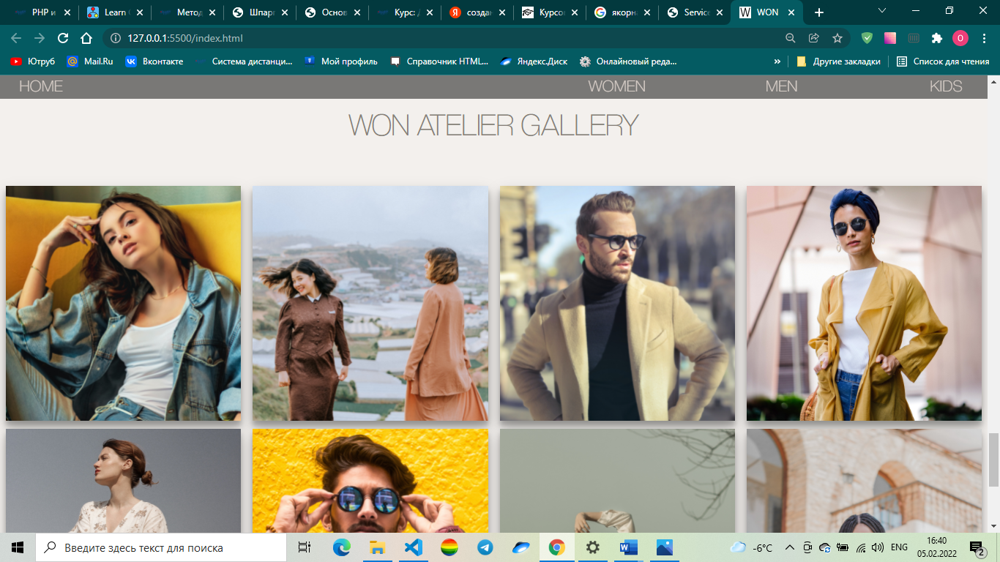 PHP и
Learn
Метод
Шпарг
Основ
Курс: Д
создан
Курсов
якорна
Service
WON
127.0.0.1:5500/index.html
Ютруб
Mail.Ru
Вконтакте
Система дистанци...
Мой профиль
Справочник HTML...
Яндекс.Диск
Онлайновый реда...
»
Другие закладки
Список для чтения
HOME
WOMEN
MEN
KIDS
WON ATELIER GALLERY
Введите здесь текст для поиска
-6°C
ENG
16:40
05.02.2022
2